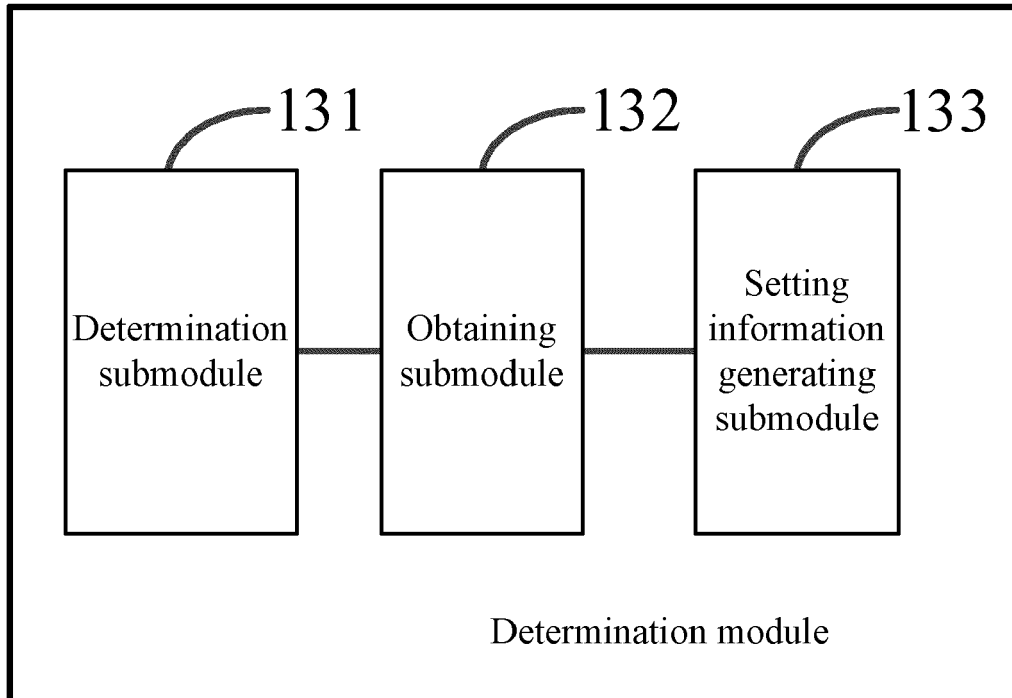 131
132
133
Determination
submodule
Obtaining
submodule
Setting
information
generating
submodule
Determination module